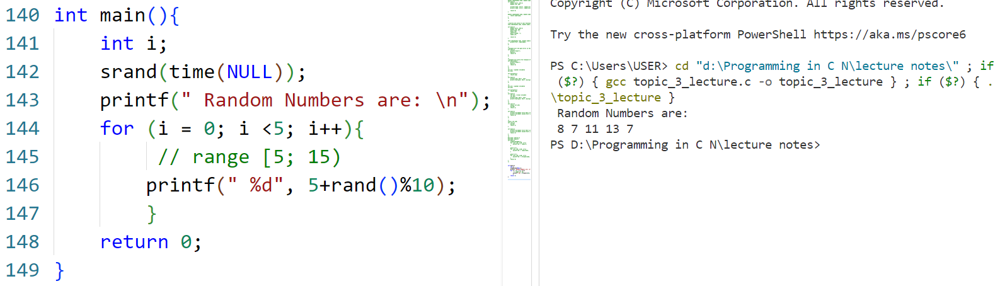 140 int main(){
141 int i;
142 srand(time(NULL));
143 printf(" Random Numbers are: \n");
144 for (i = 0; i <5; i++){
145 // range [5; 15)
146 printf(" %d", 5+rand()%10);
147 }
148 return 0;
149 }
Copyright (C) Microsoft Corporation. All rights reserved.
Try the new cross-platform PowerShell https://aka.ms/pscore6
PS C:\Users\USER> cd "d:\Programming in C N\lecture notes\" ; if
($?) { gcc topic_3_lecture.c -o topic_3_lecture } ; if ($?) { .
\topic_3_lecture }
Random Numbers are:
8 7 11 13 7
PS D:\Programming in C N\lecture notes>